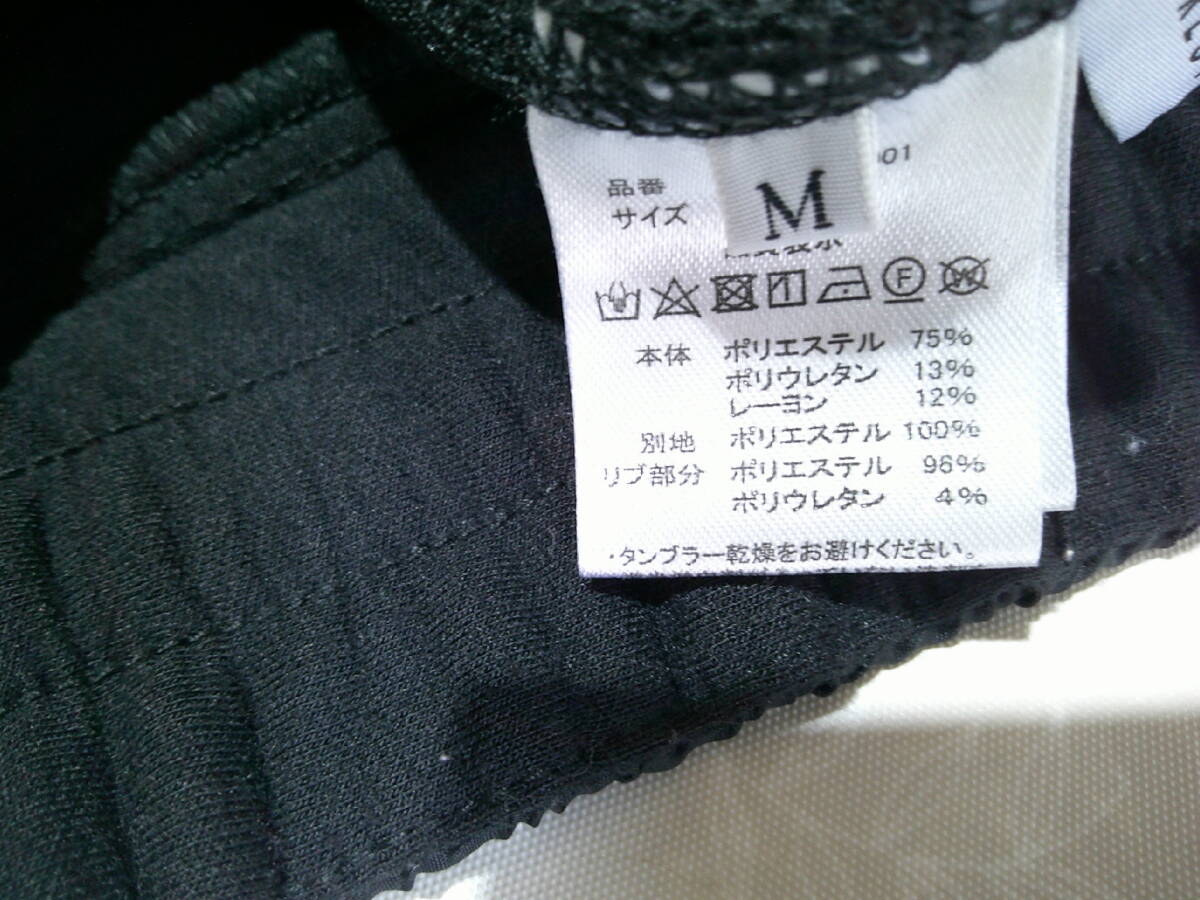 品番 001
サイズ M
F W
本体 ポリエステル 75%
ポリウレタン 13%
レーヨン 12%
別地 ポリエステル 100%
リブ部分 ポリエステル 96%
ポリウレタン 4%
・タンブラー乾燥をお避けください。